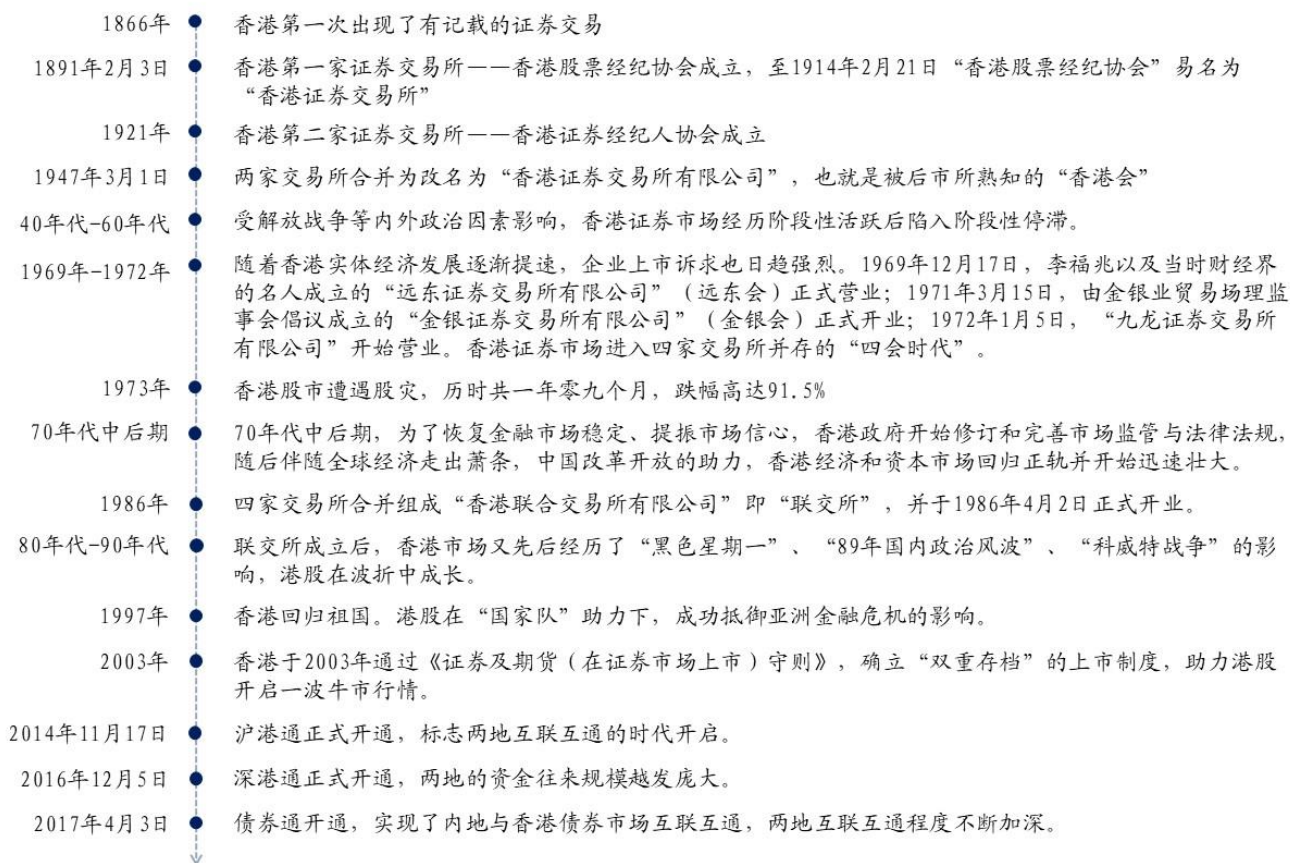 1866年 香港第一次出现了有记载的证券交易
1891年2月3日 香港第一家证券交易所——香港股票经纪协会成立，至1914年2月21日“香港股票经纪协会”易名为
“香港证券交易所”
1921年 香港第二家证券交易所——香港证券经纪人协会成立
1947年3月1日 两家交易所合并为改名为“香港证券交易所有限公司”，也就是被后市所熟知的“香港会”
40年代-60年代 受解放战争等内外政治因素影响，香港证券市场经历阶段性活跃后陷入阶段性停滞。
1969年-1972年 随着香港实体经济发展逐渐提速，企业上市诉求也日趋强烈。1969年12月17日，李福兆以及当时财经界
的名人成立的“远东证券交易所有限公司”（远东会）正式营业；1971年3月15日，由金银业贸易场理监
事会倡议成立的“金银证券交易所有限公司”（金银会）正式开业；1972年1月5日，“九龙证券交易所
有限公司”开始营业。香港证券市场进入四家交易所并存的“四会时代”。
1973年 香港股市遭遇股灾，历时共一年零九个月，跌幅高达91.5%
70年代中后期 70年代中后期，为了恢复金融市场稳定、提振市场信心，香港政府开始修订和完善市场监管与法律法规，
随后伴随全球经济走出萧条，中国改革开放的助力，香港经济和资本市场回归正轨并开始迅速壮大。
1986年 四家交易所合并组成“香港联合交易所有限公司”即“联交所”，并于1986年4月2日正式开业。
80年代-90年代 联交所成立后，香港市场又先后经历了“黑色星期一”、“89年国内政治风波”、“科威特战争”的影
响，港股在波折中成长。
1997年 香港回归祖国。港股在“国家队”助力下，成功抵御亚洲金融危机的影响。
2003年 香港于2003年通过《证券及期货（在证券市场上市）守则》，确立“双重存档”的上市制度，助力港股
开启一波牛市行情。
2014年11月17日 沪港通正式开通，标志两地互联互通的时代开启。
2016年12月5日 深港通正式开通，两地的资金往来规模越发庞大。
2017年4月3日 债券通开通，实现了内地与香港债券市场互联互通，两地互联互通程度不断加深。